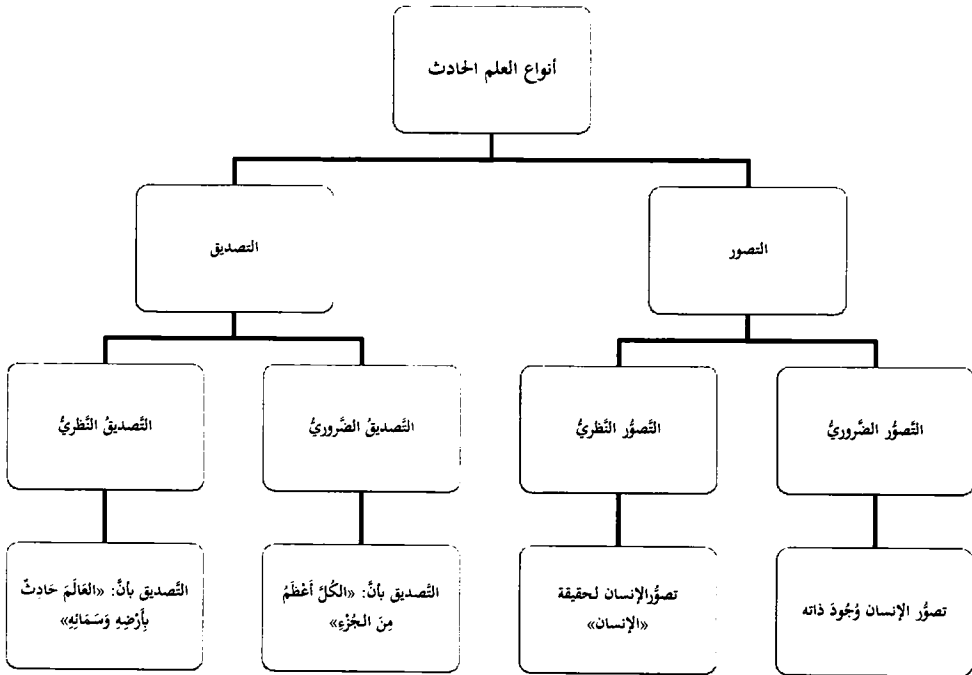 أنواع العلم الحادث
التصور
التصديق
التَّصوُّر الضَّروريُّ
التَّصوُّر النَّظريُّ
التَّصديقُ الضَّروريُّ
التَّصديقُ النَّظريُّ
تصوُّر الإنسان وُجُودَ ذاته
تصوُّرالإنسان لحقيقة
«الإنسان»
التَّصديق بأنَّ: «الكُلَّ أَعْظَمُ
مِنَ الجُزْءِ»
التَّصديق بأنَّ: «العَالَمَ حَادثٌ
بِأَرْضِهِ وَسَمَائِهِ»